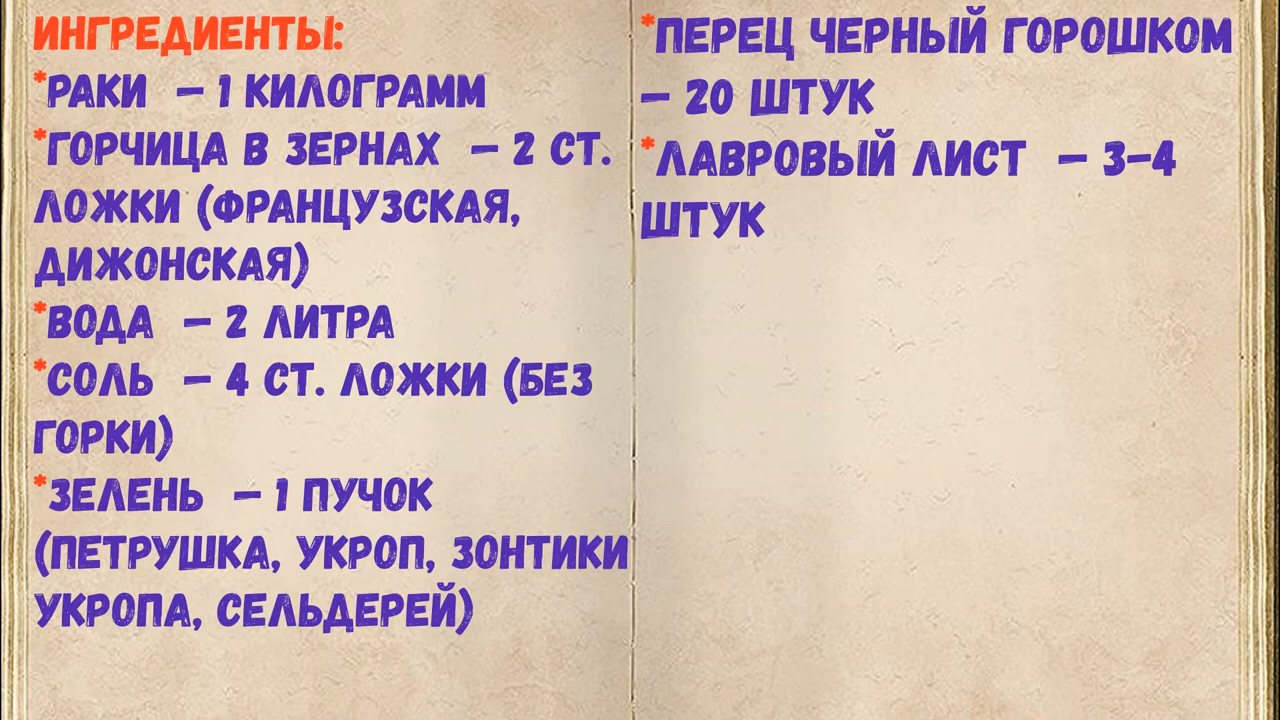 ИНГРЕДИЕНТЫ:
*РАКИ – 1 КИЛОГРАММ
*ГОРЧИЦА В ЗЕРНАХ – 2 СТ.
ЛОЖКИ (ФРАНЦУЗСКАЯ,
ДИЖОНСКАЯ)
*ВОДА – 2 ЛИТРА
*СОЛЬ – 4 СТ. ЛОЖКИ (БЕЗ
ГОРКИ)
*ЗЕЛЕНЬ – 1 ПУЧОК
(ПЕТРУШКА, УКРОП, ЗОНТИКИ
УКРОПА, СЕЛЬДЕРЕЙ)
*ПЕРЕЦ ЧЕРНЫЙ ГОРОШКОМ
– 20 ШТУК
*ЛАВРОВЫЙ ЛИСТ – 3-4
ШТУК